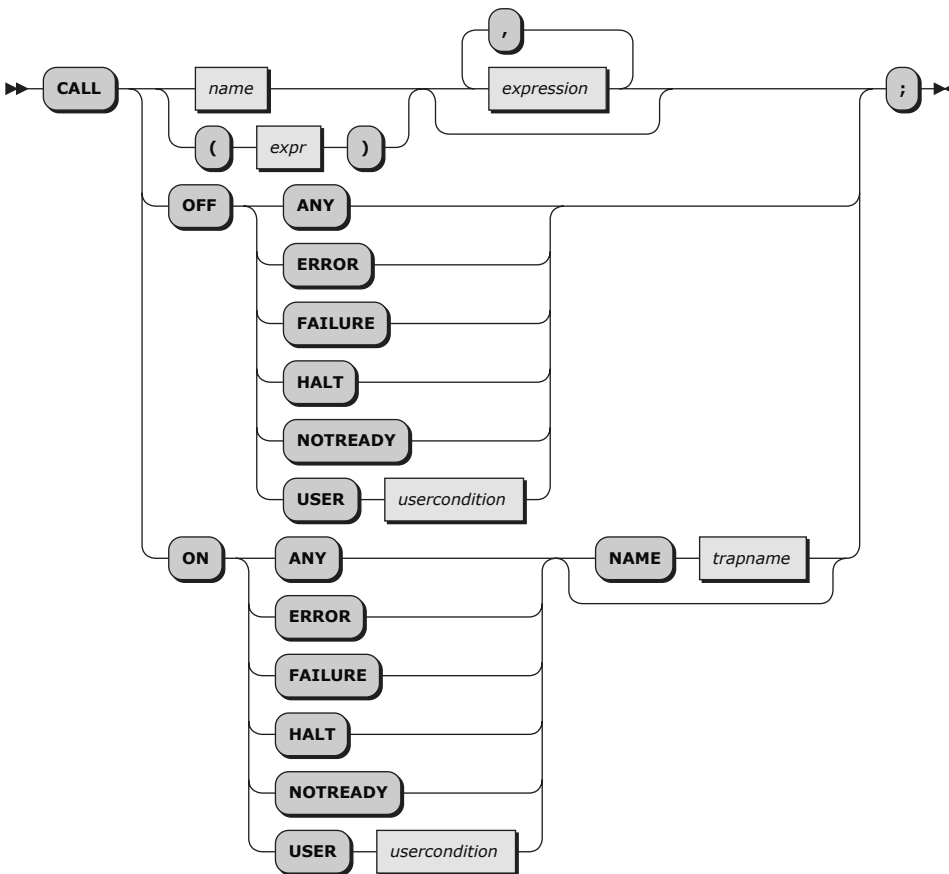 ,
CALL name expression ;
( expr )
OFF ANY
ERROR
FAILURE
HALT
NOTREADY
USER usercondition
ON ANY NAME trapname
ERROR
FAILURE
HALT
NOTREADY
USER usercondition